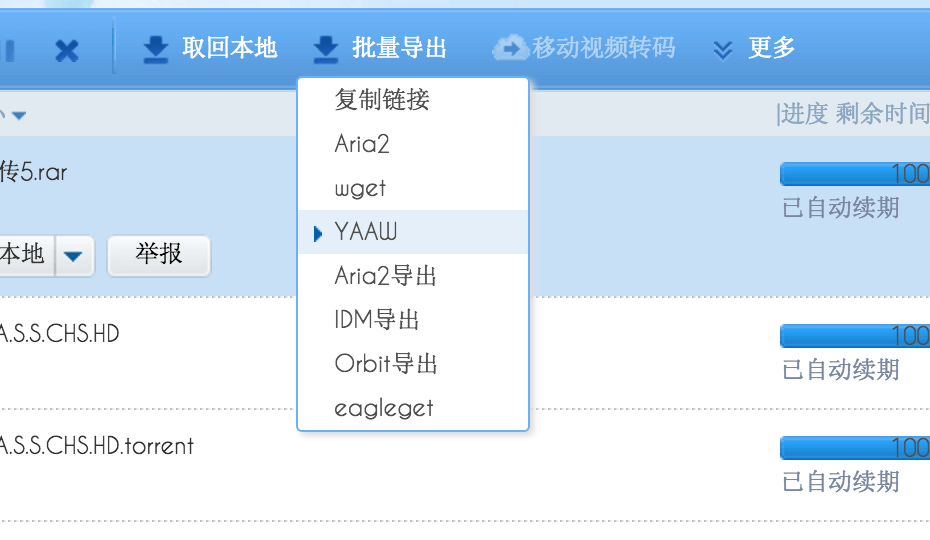 取回本地 批量导出 移动视频转码 更多
复制链接
|进度 剩余时间
Aria2
传5.rar
100
wget
已自动续期
YAAW
本地 举报
Aria2导出
IDM导出
A.S.S.CHS.HD
100
Orbit导出
已自动续期
eagleget
A.S.S.CHS.HD.torrent
100
已自动续期